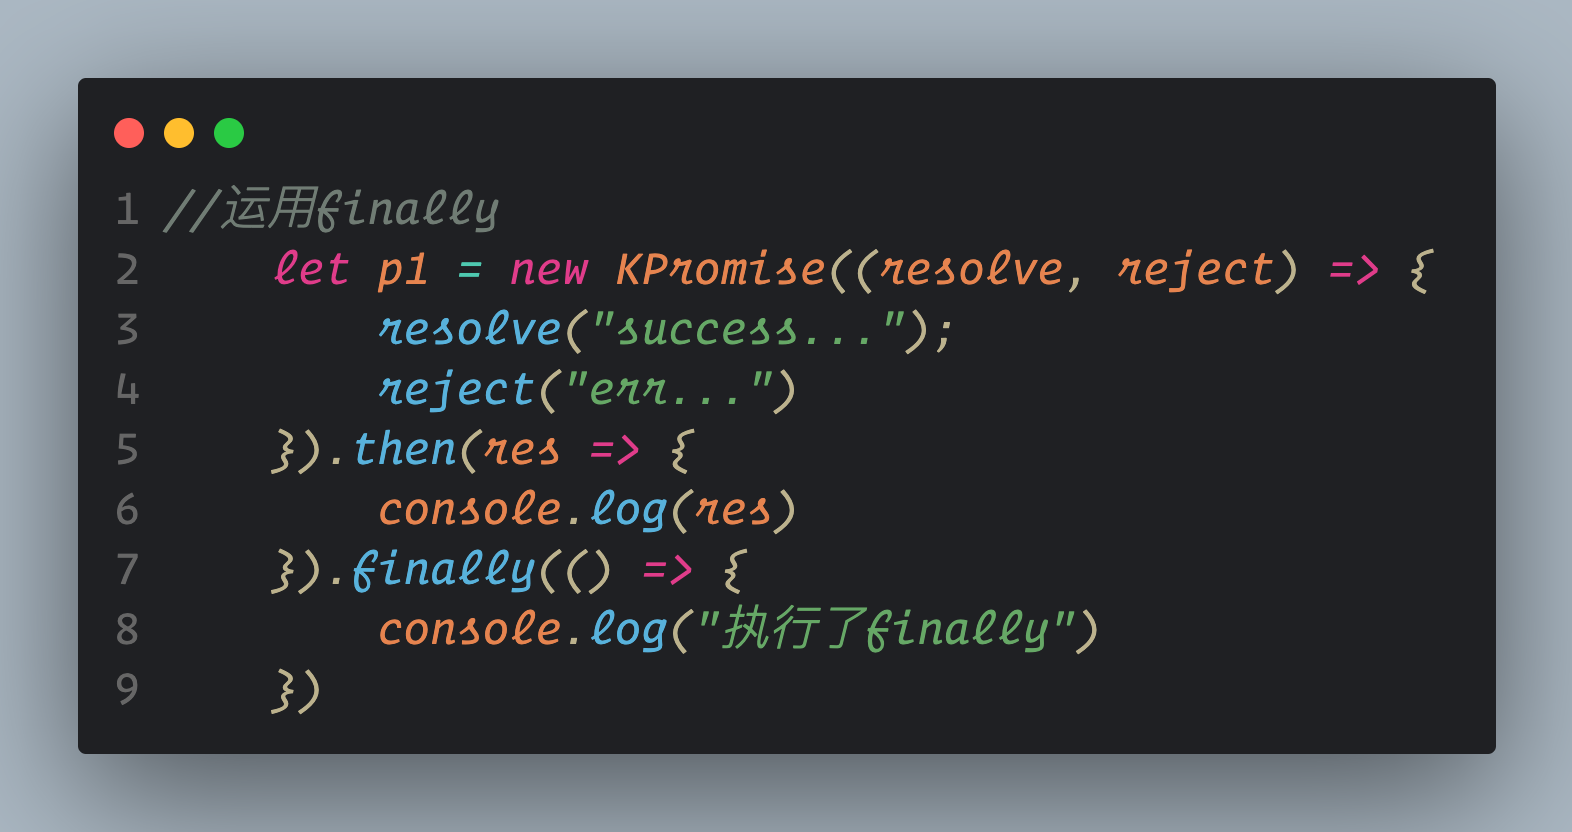 1 //运用finally
2     let p1 = new KPromise((resolve, reject) => {
3         resolve("success...");
4         reject("err...")
5     }).then(res => {
6         console.log(res)
7     }).finally(() => {
8         console.log("执行了finally")
9     })